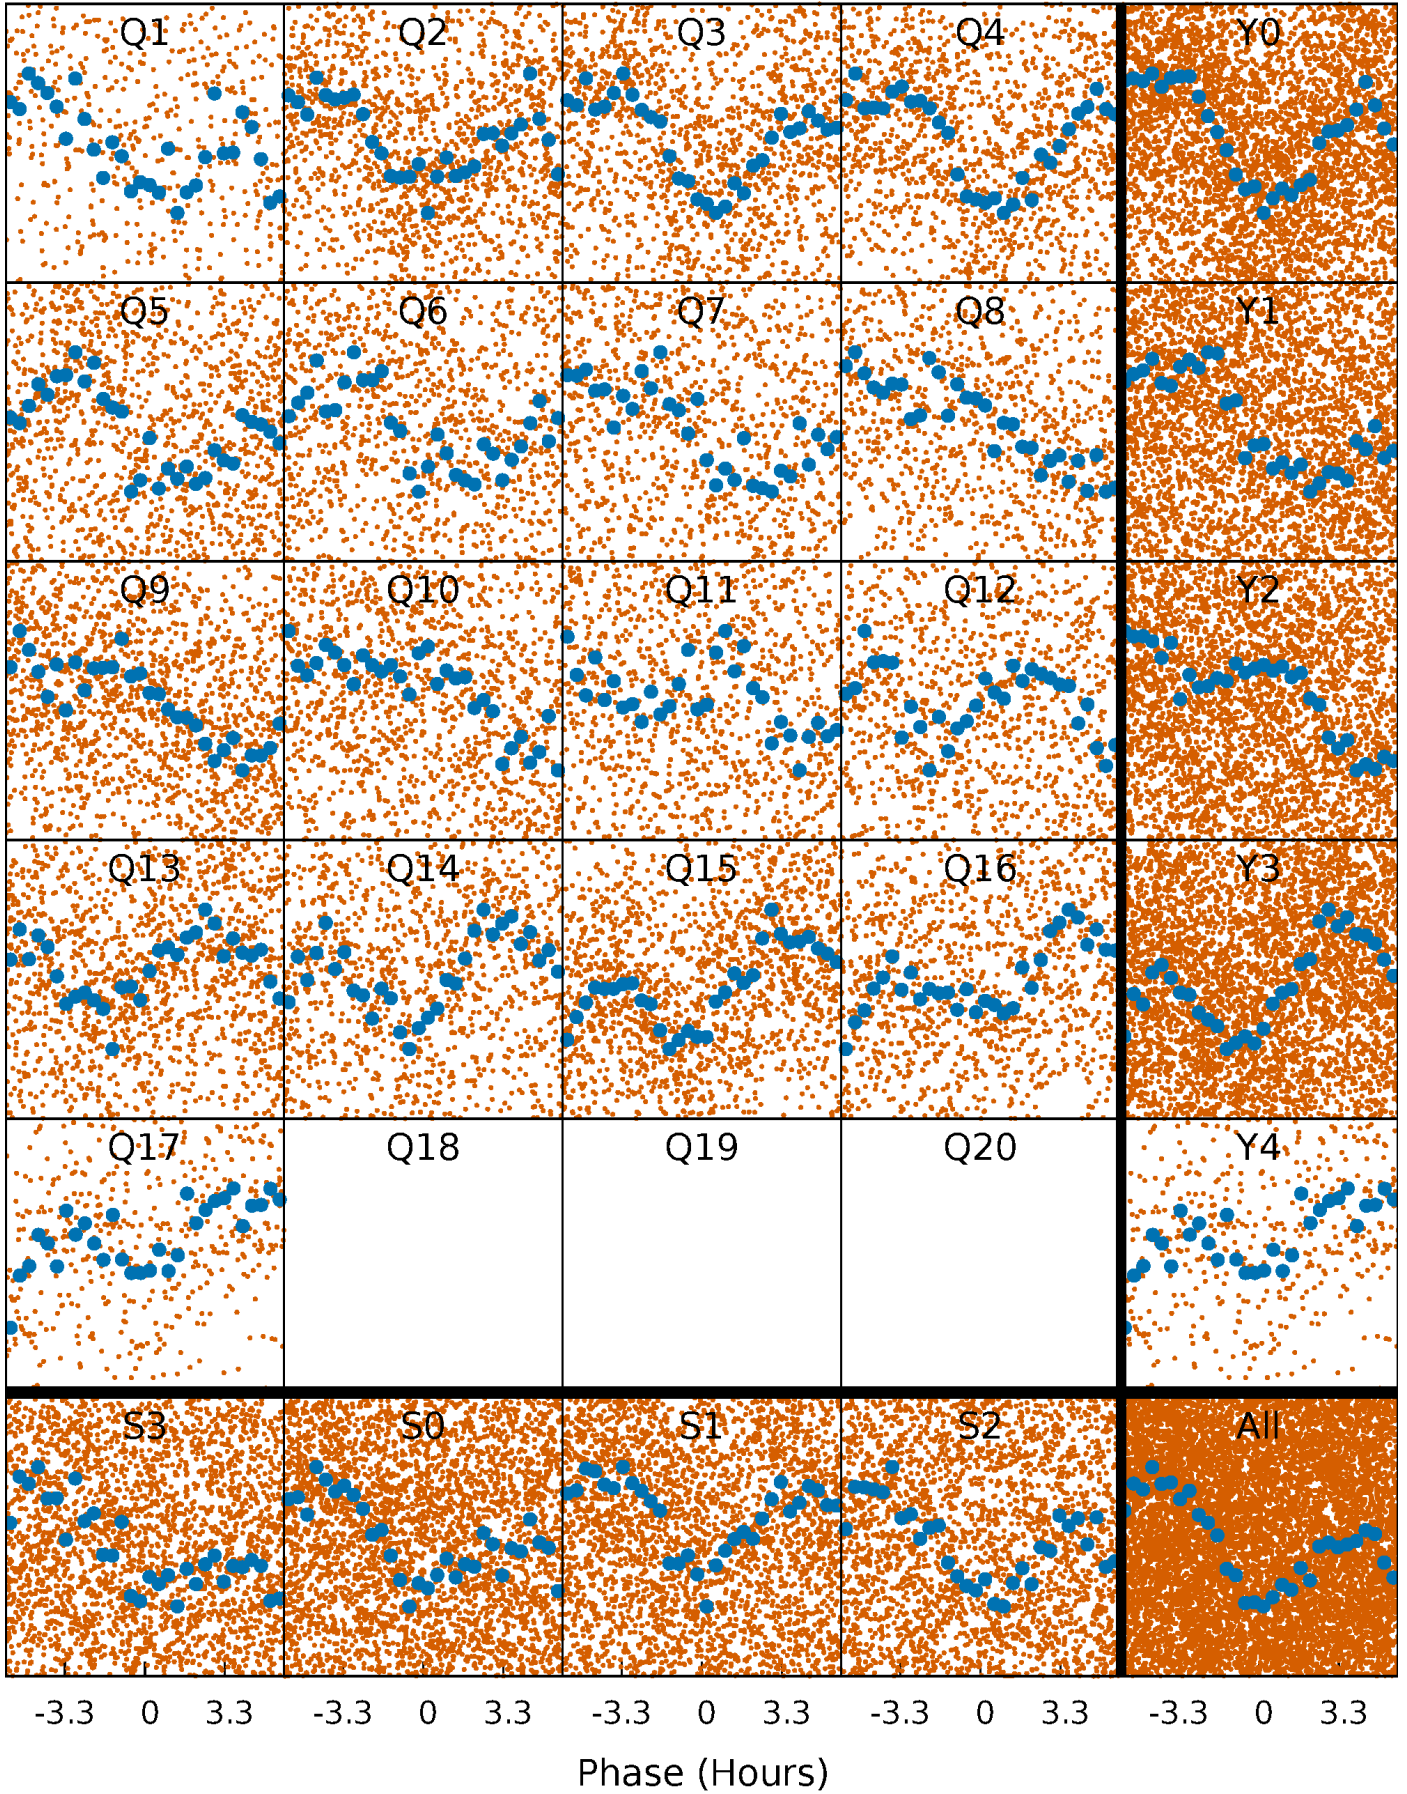 Q1 Q2 Q3 Q4 Y0
Q5 Q6 Q7 Q8 Y1
Q9 Q10 Q11 Q12 Y2
Q13 Q14 Q15 Q16 Y3
Q17 Q18 Q19 Q20 Y4
S3 S0 S1 S2 All
-3.3 0 3.3 -3.3 0 3.3 -3.3 0 3.3 -3.3 0 3.3 -3.3 0 3.3
Phase (Hours)